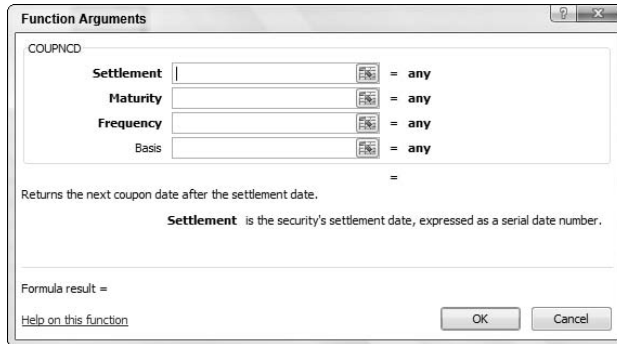 Function Arguments
COUPNCD
Settlement = any
Maturity = any
Frequency = any
Basis = any
=
Returns the next coupon date after the settlement date.
Settlement is the security's settlement date, expressed as a serial date number.
Formula result =
Help on this function OK Cancel